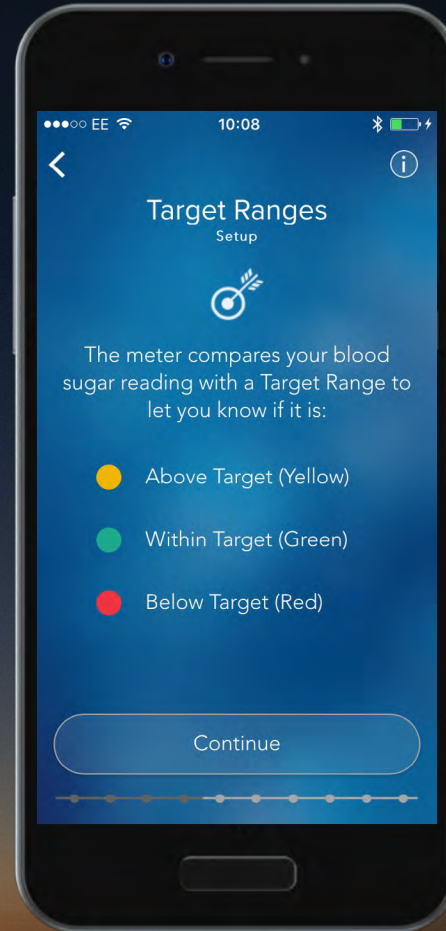 EE 10:08
Target Ranges
Setup
The meter compares your blood
sugar reading with a Target Range to
let you know if it is:
Above Target (Yellow)
Within Target (Green)
Below Target (Red)
Continue